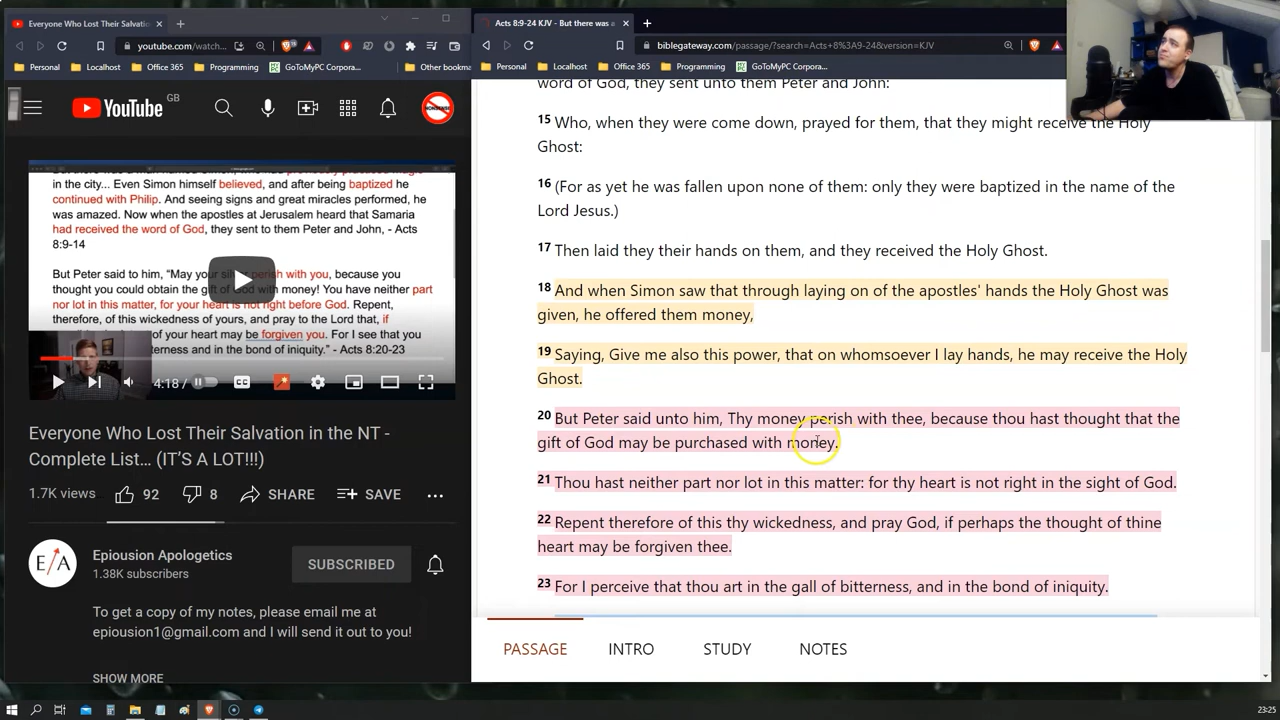 Everyone Who Lost Their Salvatio
Acts 8:9-24 KJV - But there was a
youtube.com/watch...
biblegateway.com/passage/?search=Acts+8%3A9-24&version=KJV
Personal
Localhost
Office 365
Programming
GoToMyPC Corpora...
Other bookma
Personal
Localhost
Office 365
Programming
GoToMyPC Corpora...
YouTube
GB
in the city... Even Simon himself believed, and after being baptized he
continued with Philip. And seeing signs and great miracles performed, he
was amazed. Now when the apostles at Jerusalem heard that Samaria
had received the word of God, they sent to them Peter and John, - Acts
8:9-14
But Peter said to him, "May your silver perish with you, because you
thought you could obtain the gift of God with money! You have neither part
nor lot in this matter, for your heart is not right before God. Repent,
therefore, of this wickedness of yours, and pray to the Lord that, if
of your heart may be forgiven you. For I see that you
terness and in the bond of iniquity." - Acts 8:20-23
4:18
CC
Everyone Who Lost Their Salvation in the NT -
Complete List... (IT'S A LOT!!!)
1.7K views
92
8
SHARE
SAVE
E/A
Epiousion Apologetics
1.38K subscribers
SUBSCRIBED
To get a copy of my notes, please email me at
epiousion1@gmail.com and I will send it out to you!
SHOW MORE
word of God, they sent unto them Peter and John:
15 Who, when they were come down, prayed for them, that they might receive the Holy
Ghost:
16 (For as yet he was fallen upon none of them: only they were baptized in the name of the
Lord Jesus.)
17 Then laid they their hands on them, and they received the Holy Ghost.
18 And when Simon saw that through laying on of the apostles' hands the Holy Ghost was
given, he offered them money,
19 Saying, Give me also this power, that on whomsoever I lay hands, he may receive the Holy
Ghost.
20 But Peter said unto him, Thy money perish with thee, because thou hast thought that the
gift of God may be purchased with money.
21 Thou hast neither part nor lot in this matter: for thy heart is not right in the sight of God.
22 Repent therefore of this thy wickedness, and pray God, if perhaps the thought of thine
heart may be forgiven thee.
23 For I perceive that thou art in the gall of bitterness, and in the bond of iniquity.
PASSAGE
INTRO
STUDY
NOTES
23:25